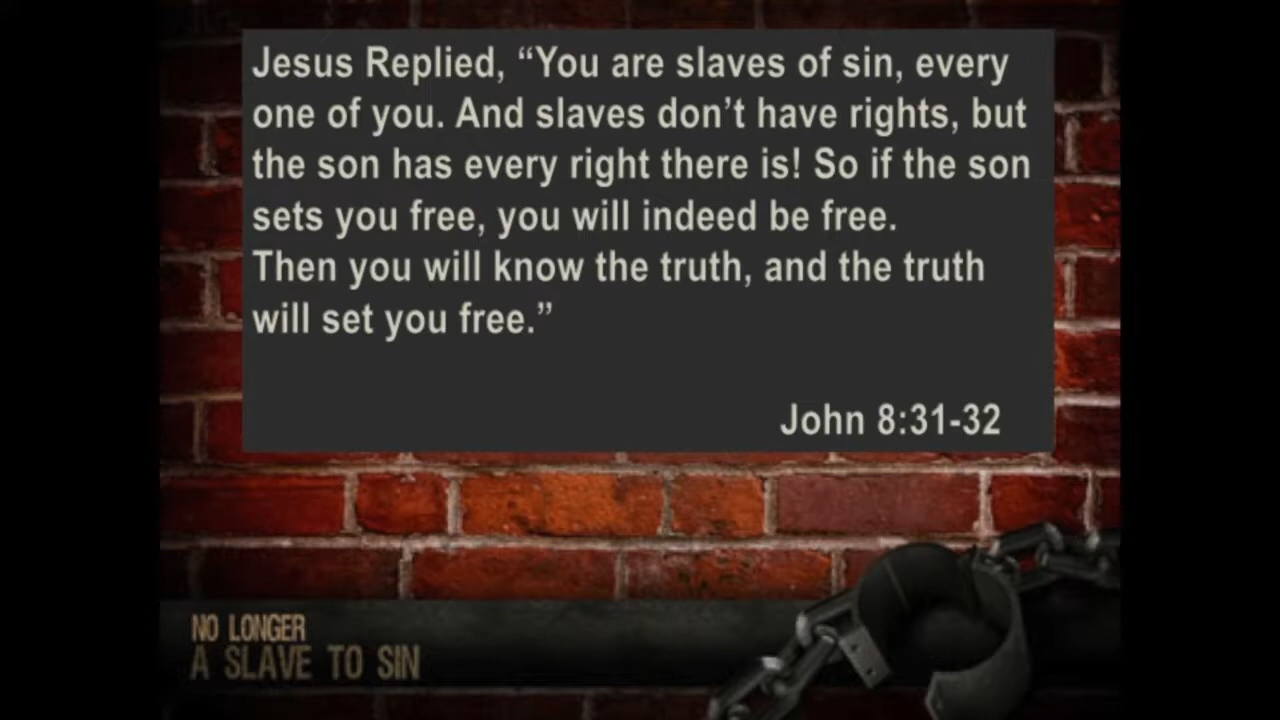 Jesus Replied, “You are slaves of sin, every
one of you. And slaves don’t have rights, but
the son has every right there is! So if the son
sets you free, you will indeed be free.
Then you will know the truth, and the truth
will set you free.”
John 8:31-32
NO LONGER
A SLAVE TO SIN